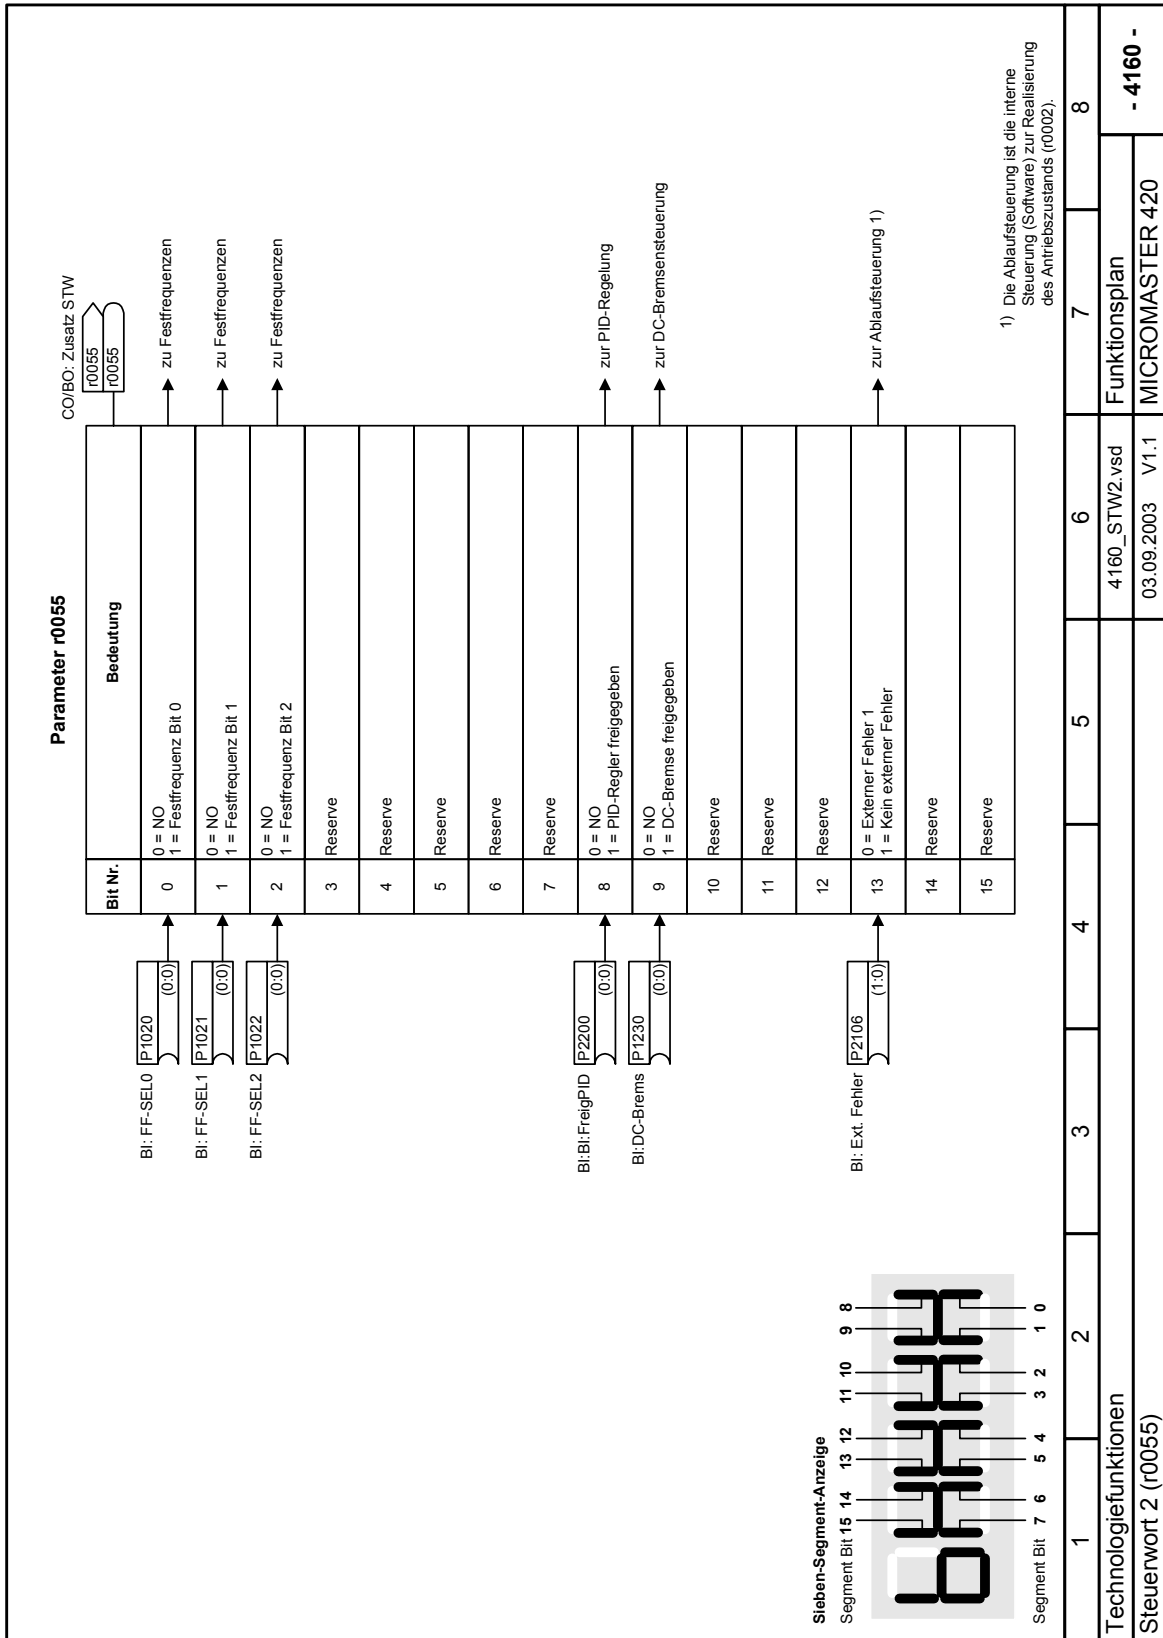 Parameter r0055
CO/BO: Zusatz STW
r0055
r0055
Bit Nr. Bedeutung
BI: FF-SEL0 P1020 (0:0)
0
0 = NO
1 = Festfrequenz Bit 0
zu Festfrequenzen
BI: FF-SEL1 P1021 (0:0)
1
0 = NO
1 = Festfrequenz Bit 1
zu Festfrequenzen
BI: FF-SEL2 P1022 (0:0)
2
0 = NO
1 = Festfrequenz Bit 2
zu Festfrequenzen
3 Reserve
4 Reserve
5 Reserve
6 Reserve
7 Reserve
BI:BI:FreigPID P2200 (0:0)
8
0 = NO
1 = PID-Regler freigegeben
zur PID-Regelung
BI:DC-Brems P1230 (0:0)
9
0 = NO
1 = DC-Bremse freigegeben
zur DC-Bremsensteuerung
10 Reserve
11 Reserve
12 Reserve
BI: Ext. Fehler P2106 (1:0)
13
0 = Externer Fehler 1
1 = Kein externer Fehler
zur Ablaufsteuerung 1)
14 Reserve
15 Reserve
Sieben-Segment-Anzeige
Segment Bit 15 14 13 12 11 10 9 8
Segment Bit 7 6 5 4 3 2 1 0
1) Die Ablaufsteuerung ist die interne
Steuerung (Software) zur Realisierung
des Antriebszustands (r0002).
1 2 3 4 5 6 7 8
Technologiefunktionen 4160_STW2.vsd Funktionsplan - 4160 -
Steuerwort 2 (r0055) 03.09.2003 V1.1 MICROMASTER 420